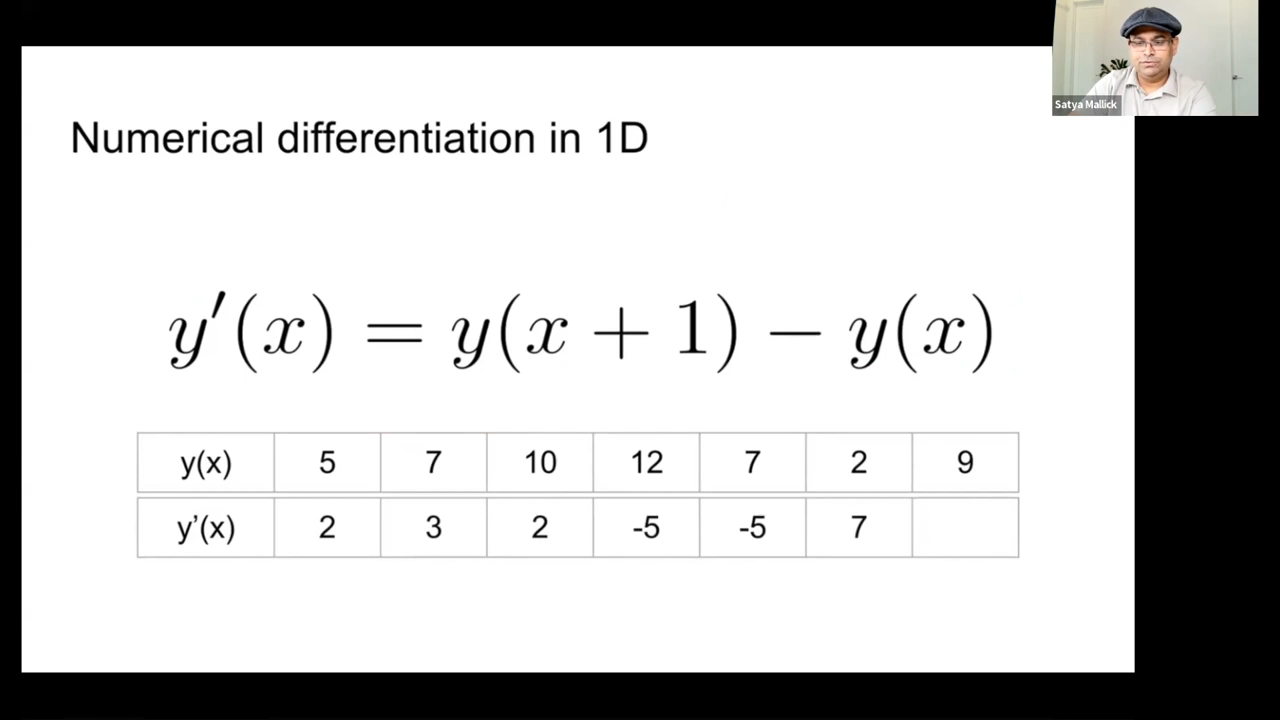 Satya Mallick
Numerical differentiation in 1D
y′(x) = y(x + 1) − y(x)
y(x) 5 7 10 12 7 2 9
y’(x) 2 3 2 -5 -5 7